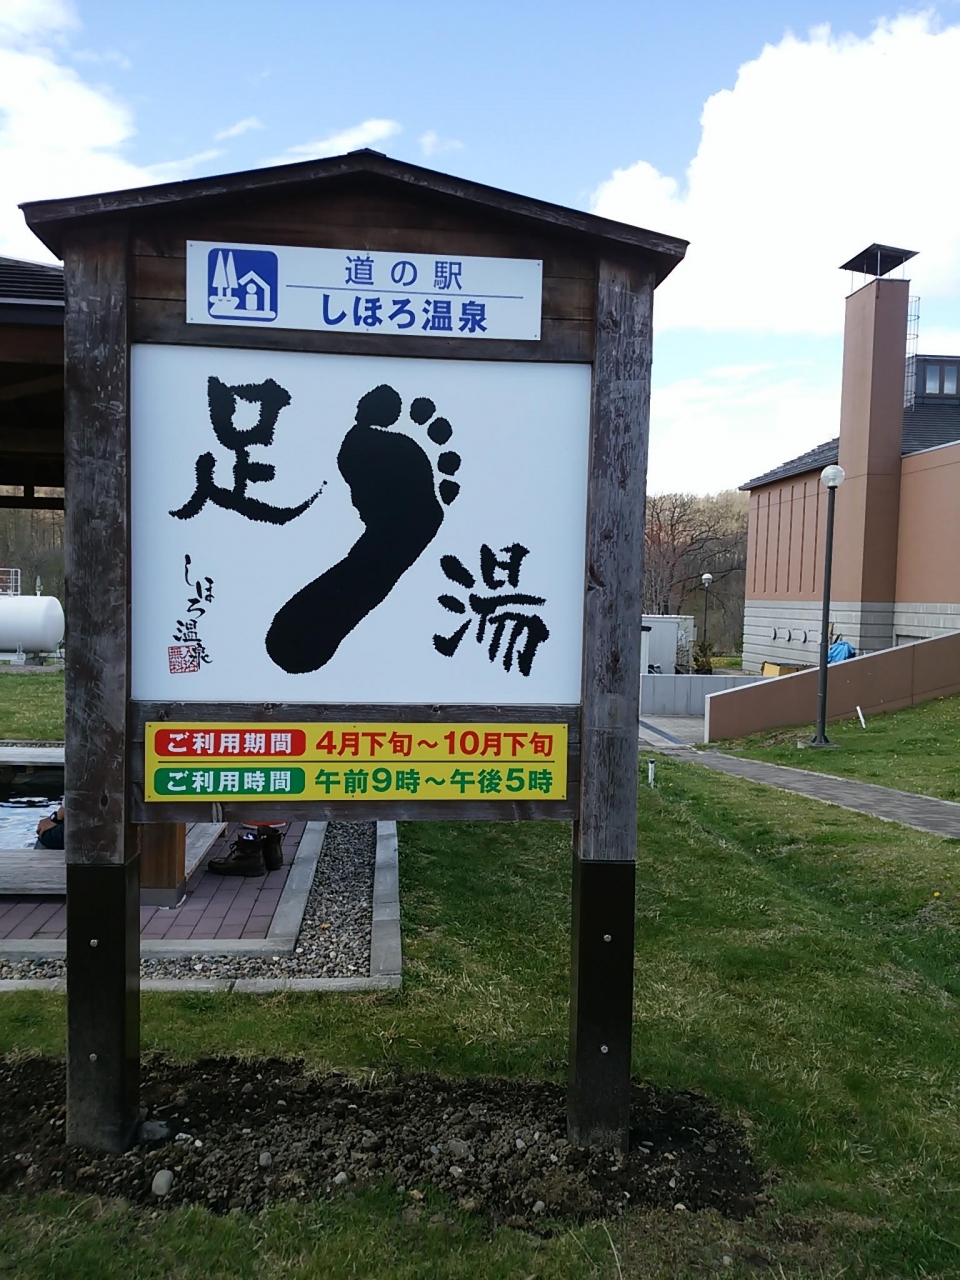 道の駅
しほろ温泉
足
湯
しほろ温泉
ご利用期間 4月下旬～10月下旬
ご利用時間 午前9時～午後5時